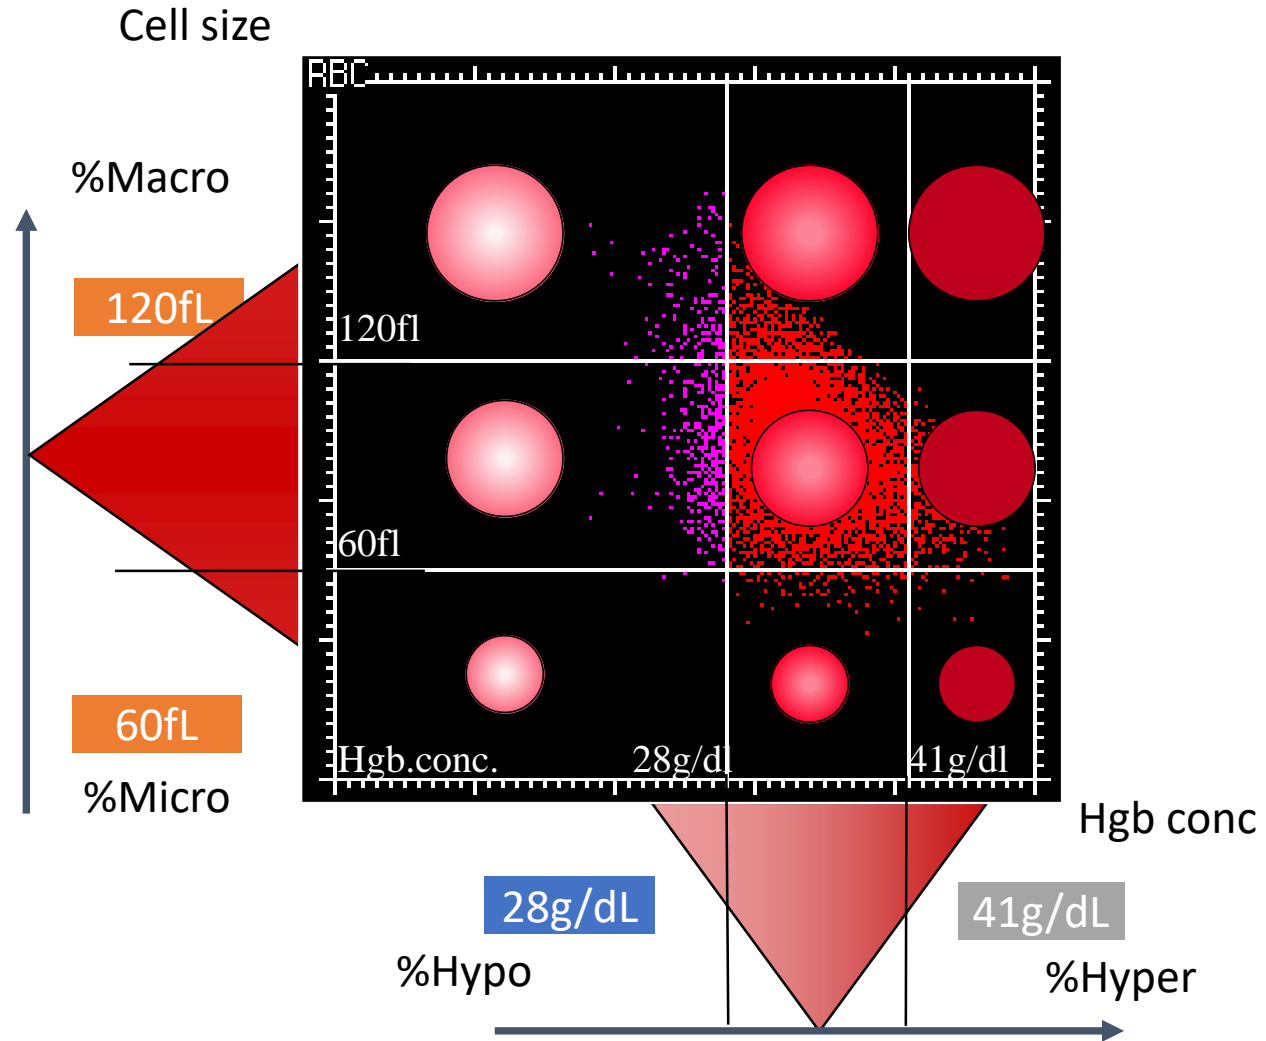 Cell size
RBC
%Macro
120fL
120fl
60fl
60fL
%Micro
Hgb.conc.
28g/dl
41g/dl
Hgb conc
28g/dL
41g/dL
%Hypo
%Hyper